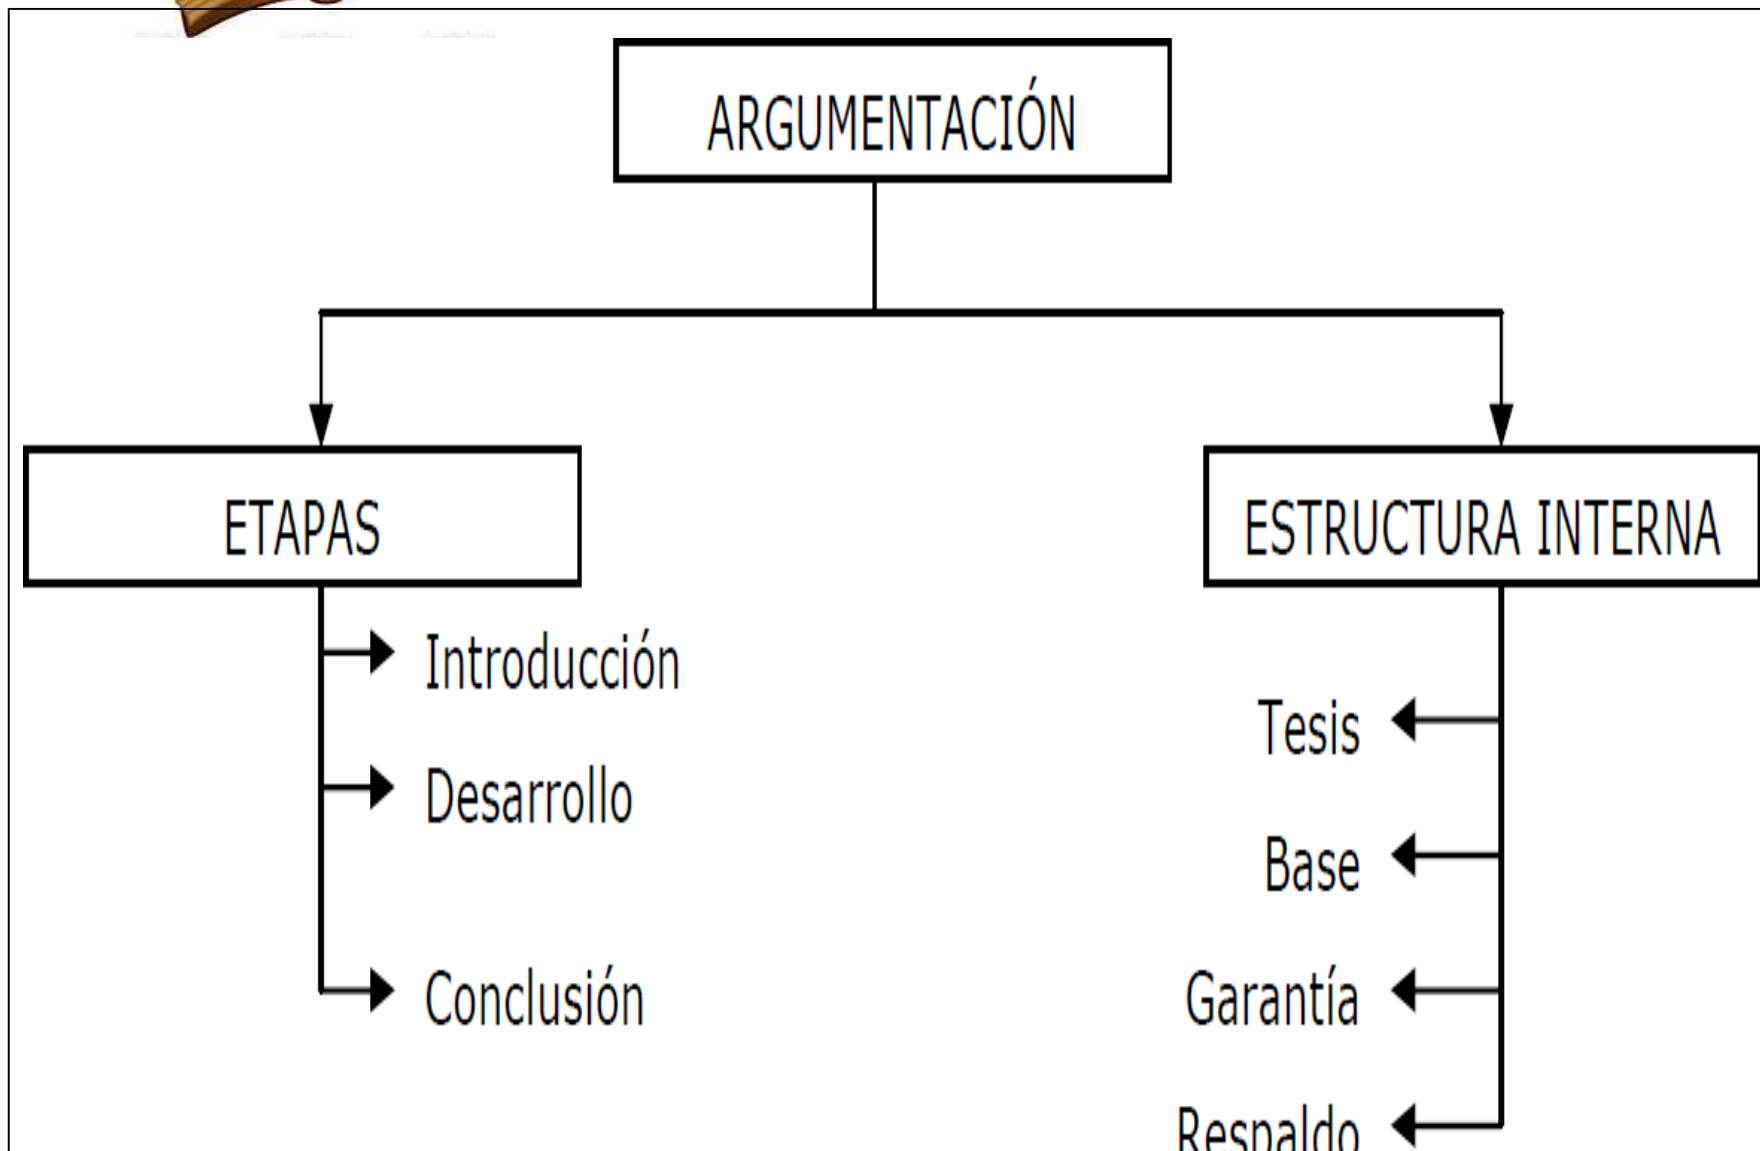 ARGUMENTACIÓN
ETAPAS
Introducción
Desarrollo
Conclusión
ESTRUCTURA INTERNA
Tesis
Base
Garantía
Respaldo